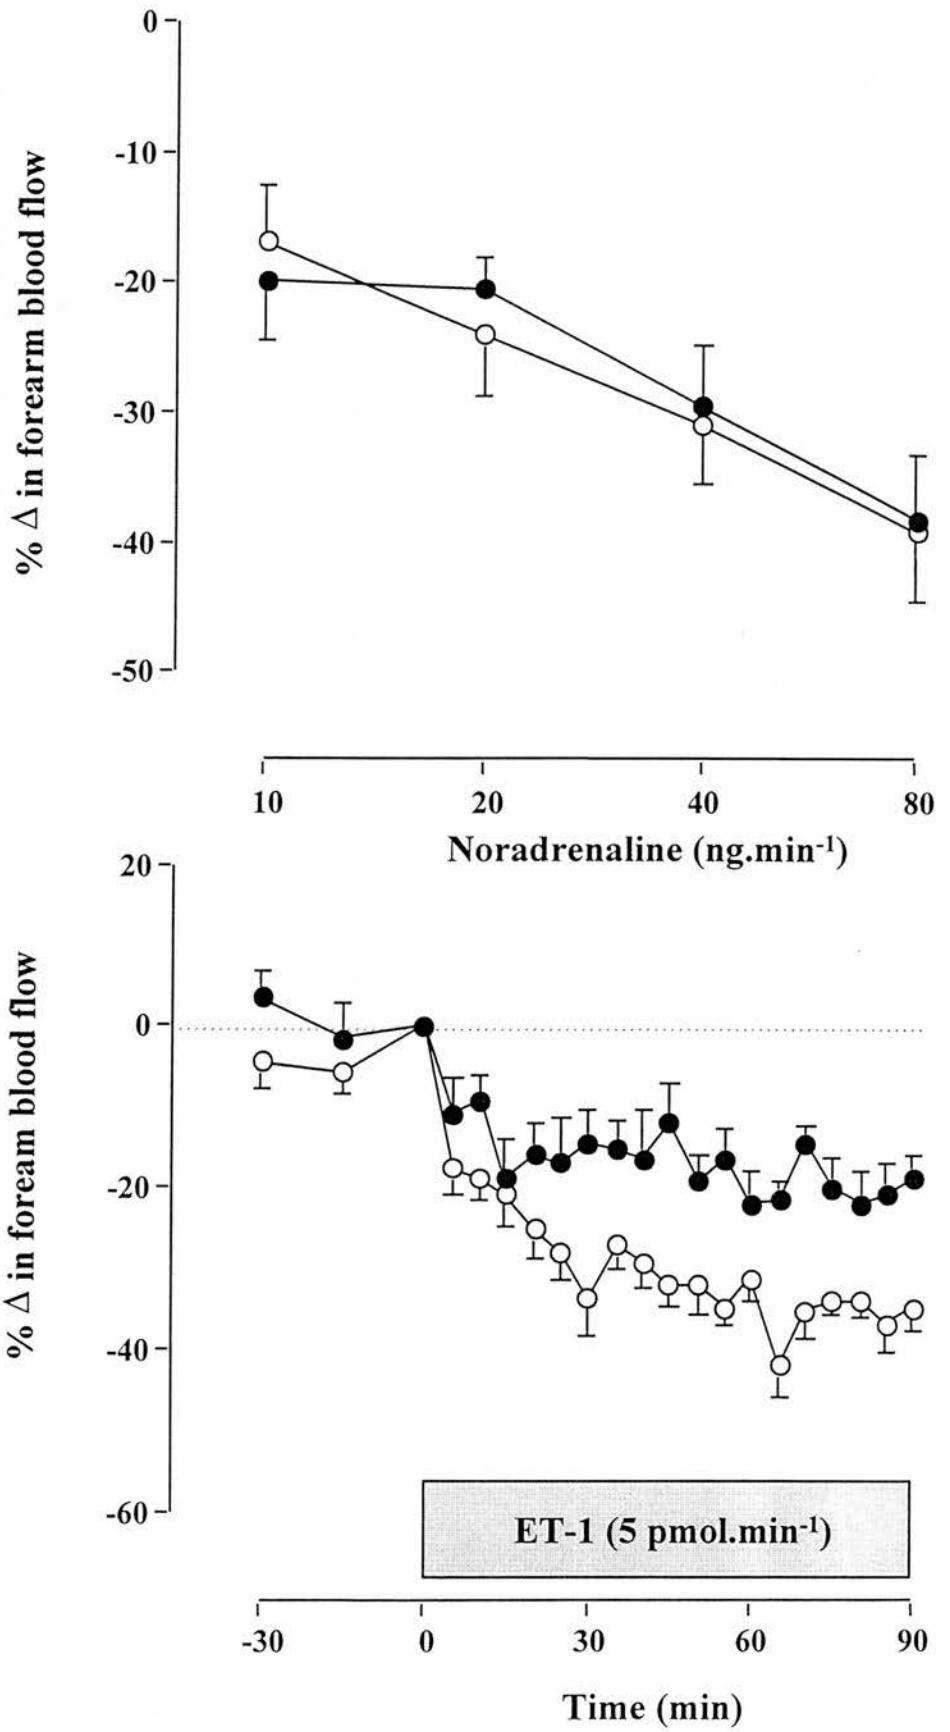 0
-10
-20
-30
-40
-50
% Δ in forearm blood flow
10 20 40 80
Noradrenaline (ng.min⁻¹)
20
0
-20
-40
-60
% Δ in foream blood flow
ET-1 (5 pmol.min⁻¹)
-30 0 30 60 90
Time (min)